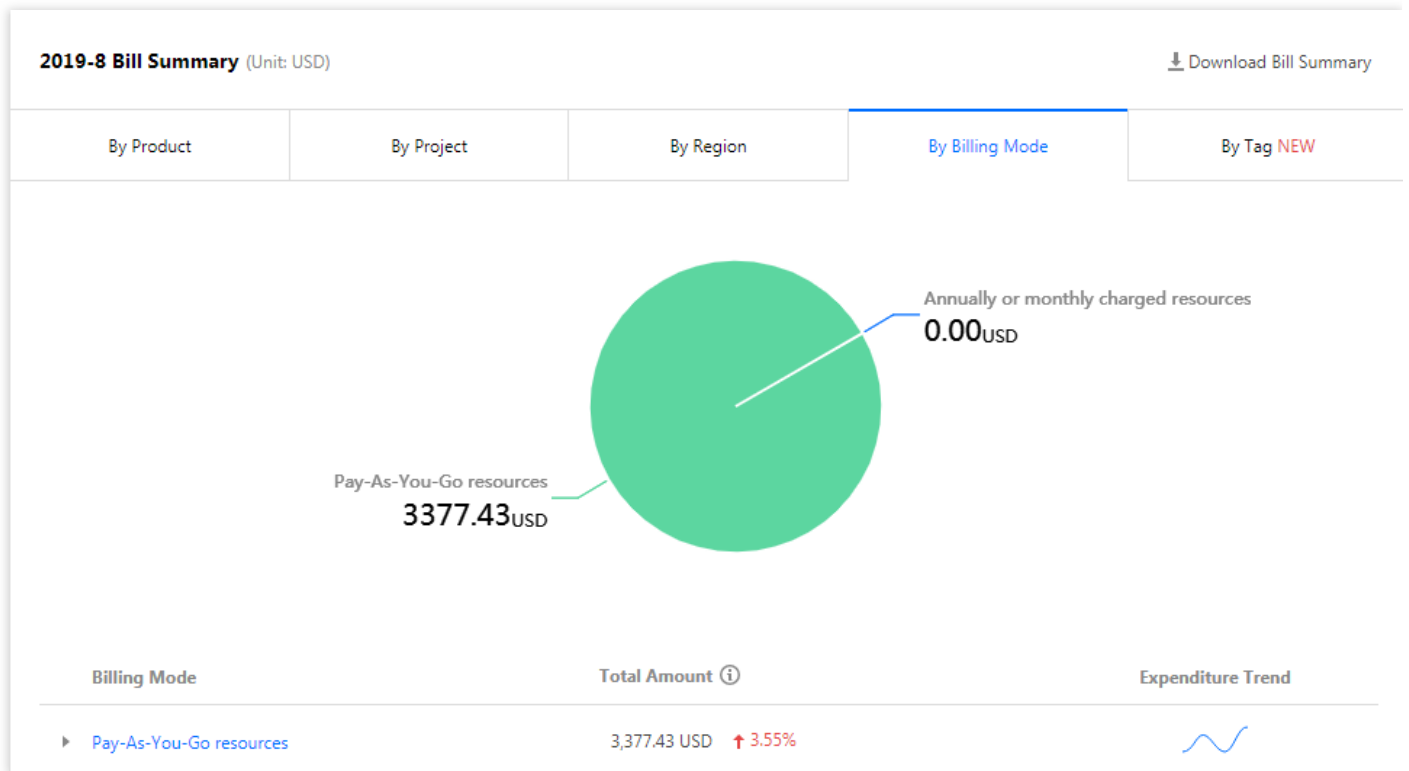 2019-8 Bill Summary (Unit: USD)
Download Bill Summary
By Product
By Project
By Region
By Billing Mode
By Tag NEW
Annually or monthly charged resources
0.00USD
Pay-As-You-Go resources
3377.43USD
Billing Mode
Total Amount
Expenditure Trend
Pay-As-You-Go resources
3,377.43 USD
3.55%